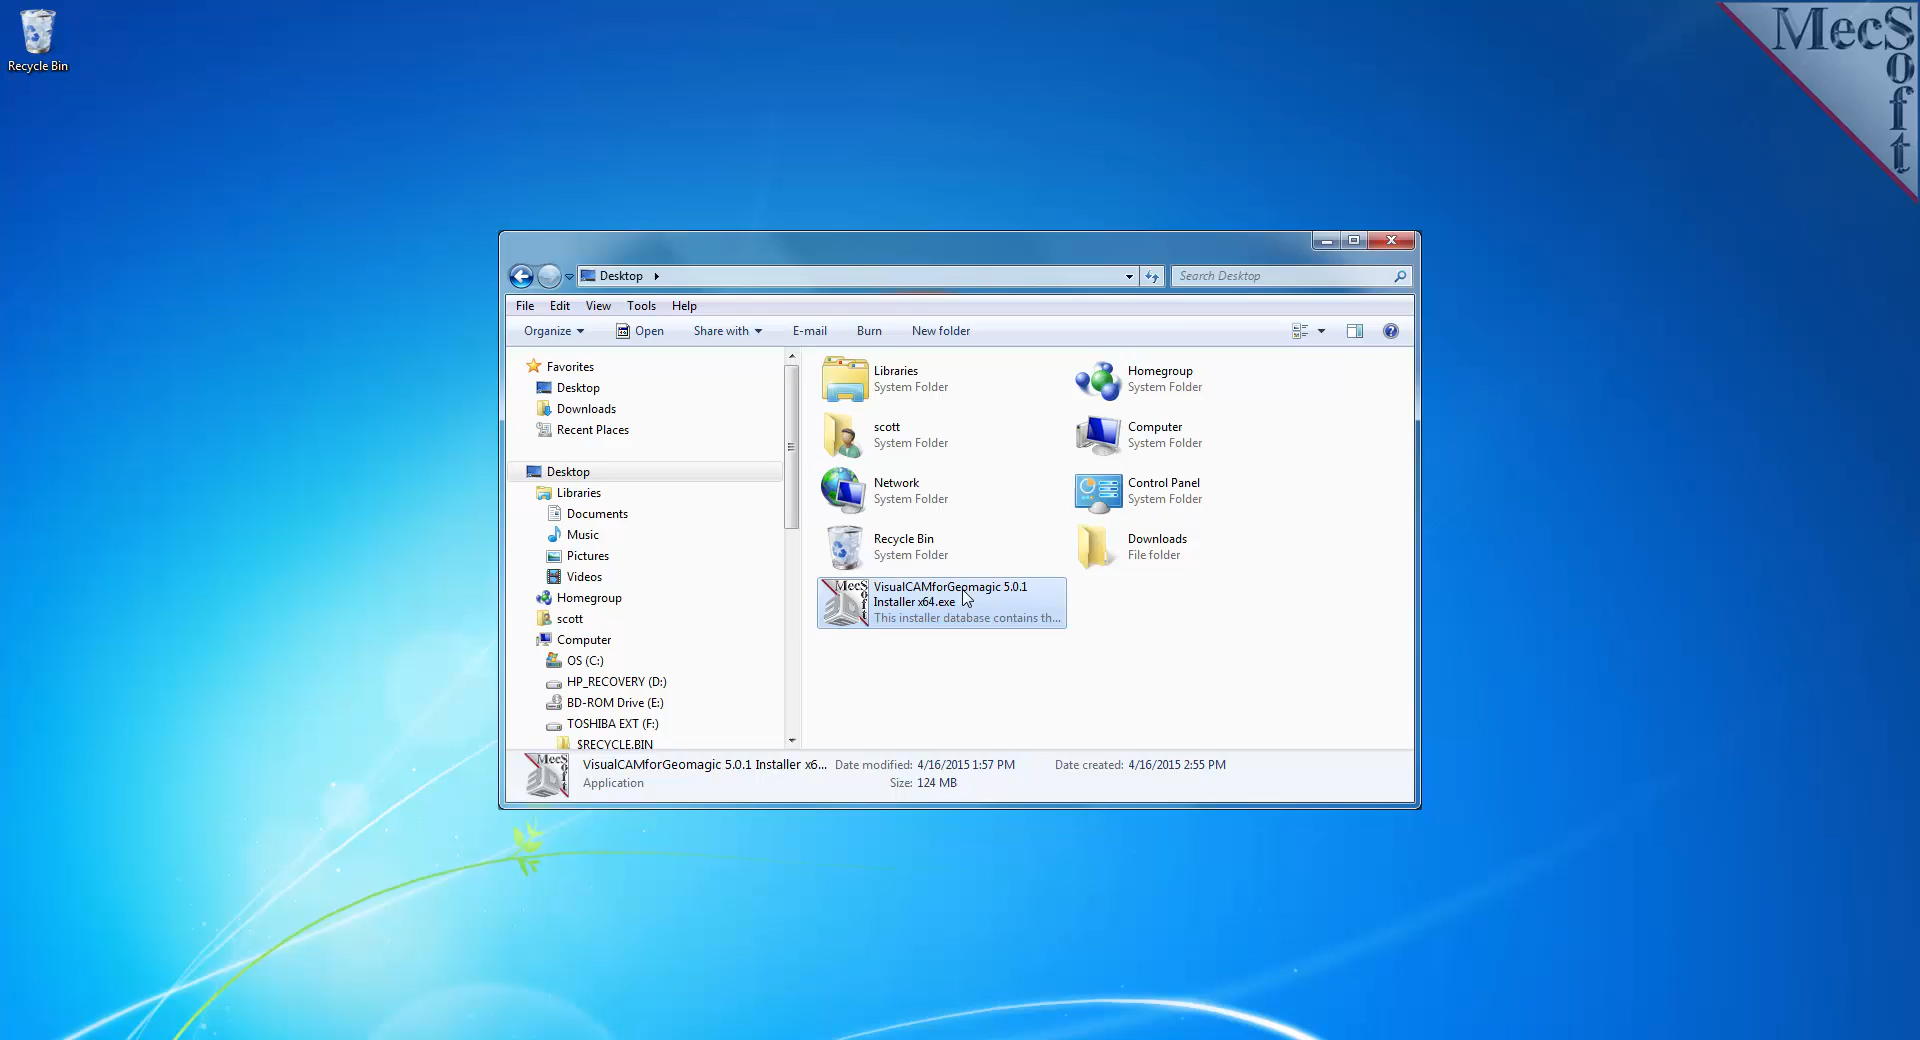 Recycle Bin
MecSoft
Desktop
Search Desktop
File Edit View Tools Help
Organize Open Share with E-mail Burn New folder
Favorites
Desktop
Downloads
Recent Places
Desktop
Libraries
Documents
Music
Pictures
Videos
Homegroup
scott
Computer
OS (C:)
HP_RECOVERY (D:)
BD-ROM Drive (E:)
TOSHIBA EXT (F:)
$RECYCLE.BIN
Libraries
System Folder
Homegroup
System Folder
scott
System Folder
Computer
System Folder
Network
System Folder
Control Panel
System Folder
Recycle Bin
System Folder
Downloads
File folder
MecSoft
VisualCAMforGeomagic 5.0.1
Installer x64.exe
This installer database contains th...
MecSoft
VisualCAMforGeomagic 5.0.1 Installer x6... Date modified: 4/16/2015 1:57 PM Date created: 4/16/2015 2:55 PM
Application Size: 124 MB